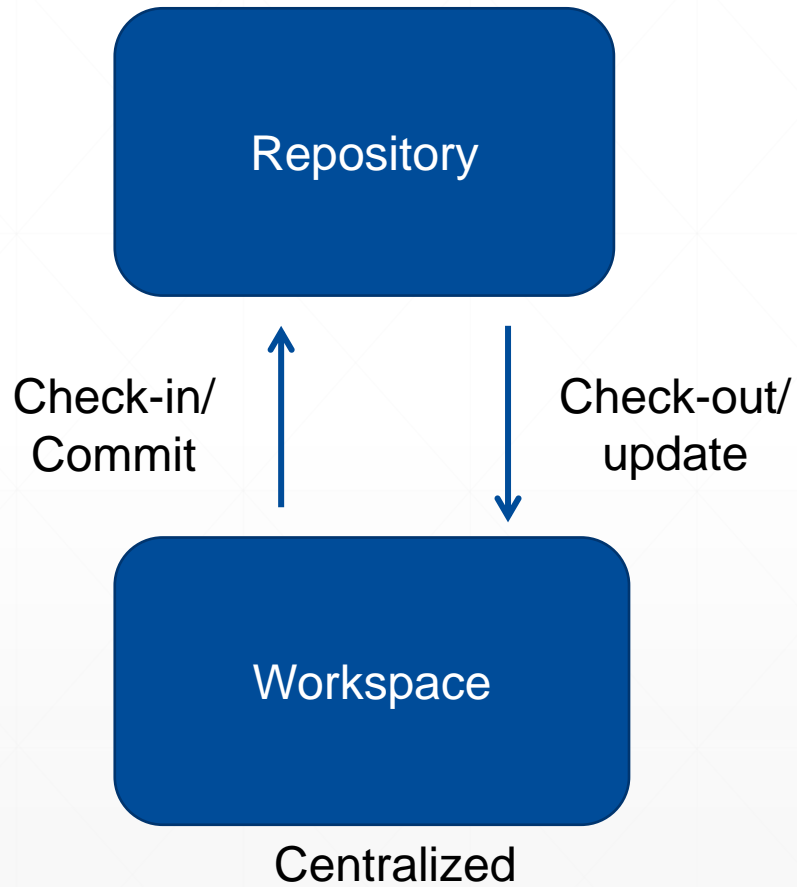 Repository
Check-in/
Commit
Check-out/
update
Workspace
Centralized